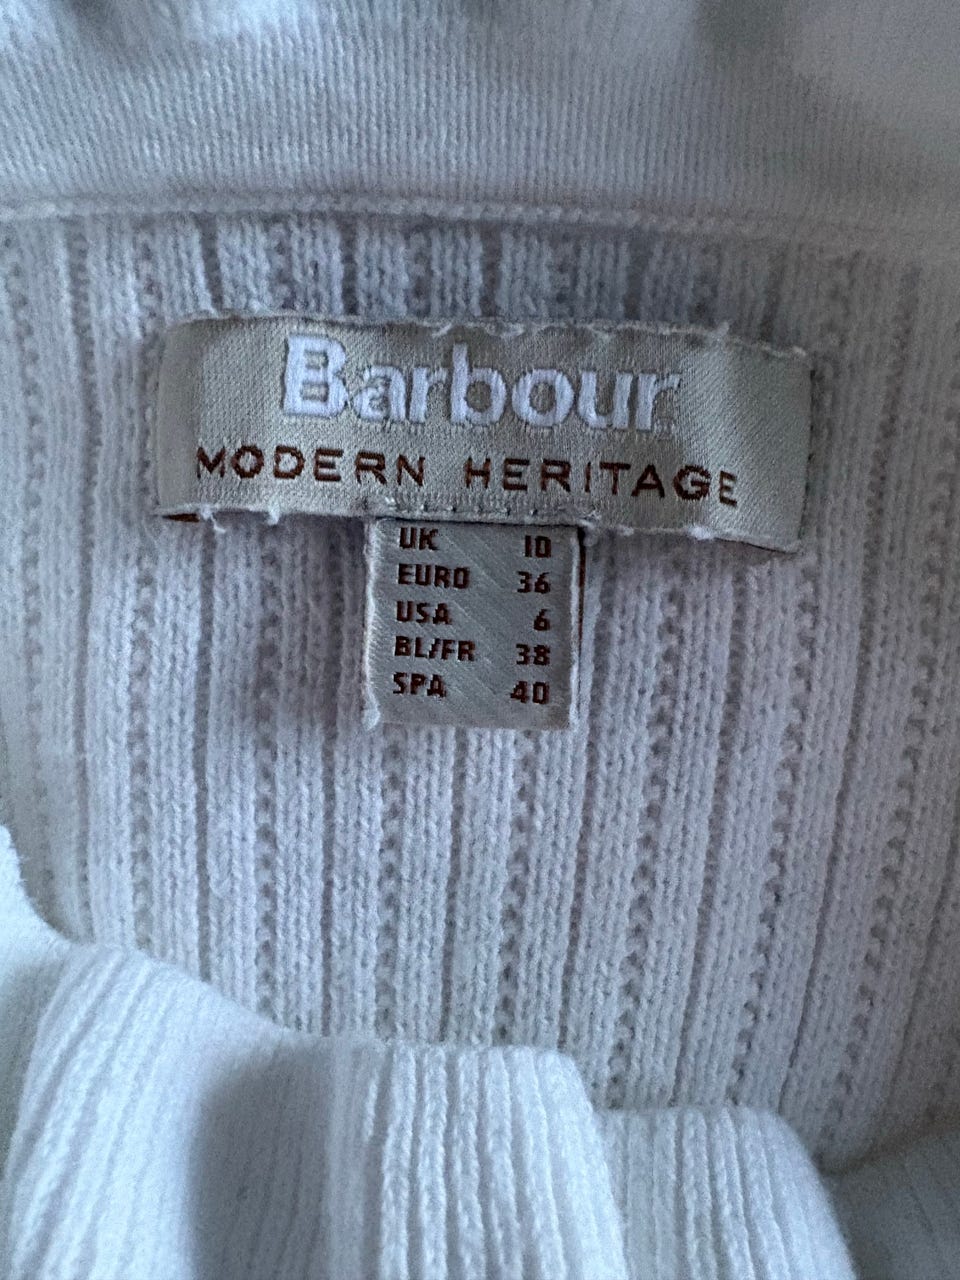 Barbour
MODERN HERITAGE
UK 10
EURO 36
USA 6
BL/FR 38
SPA 40